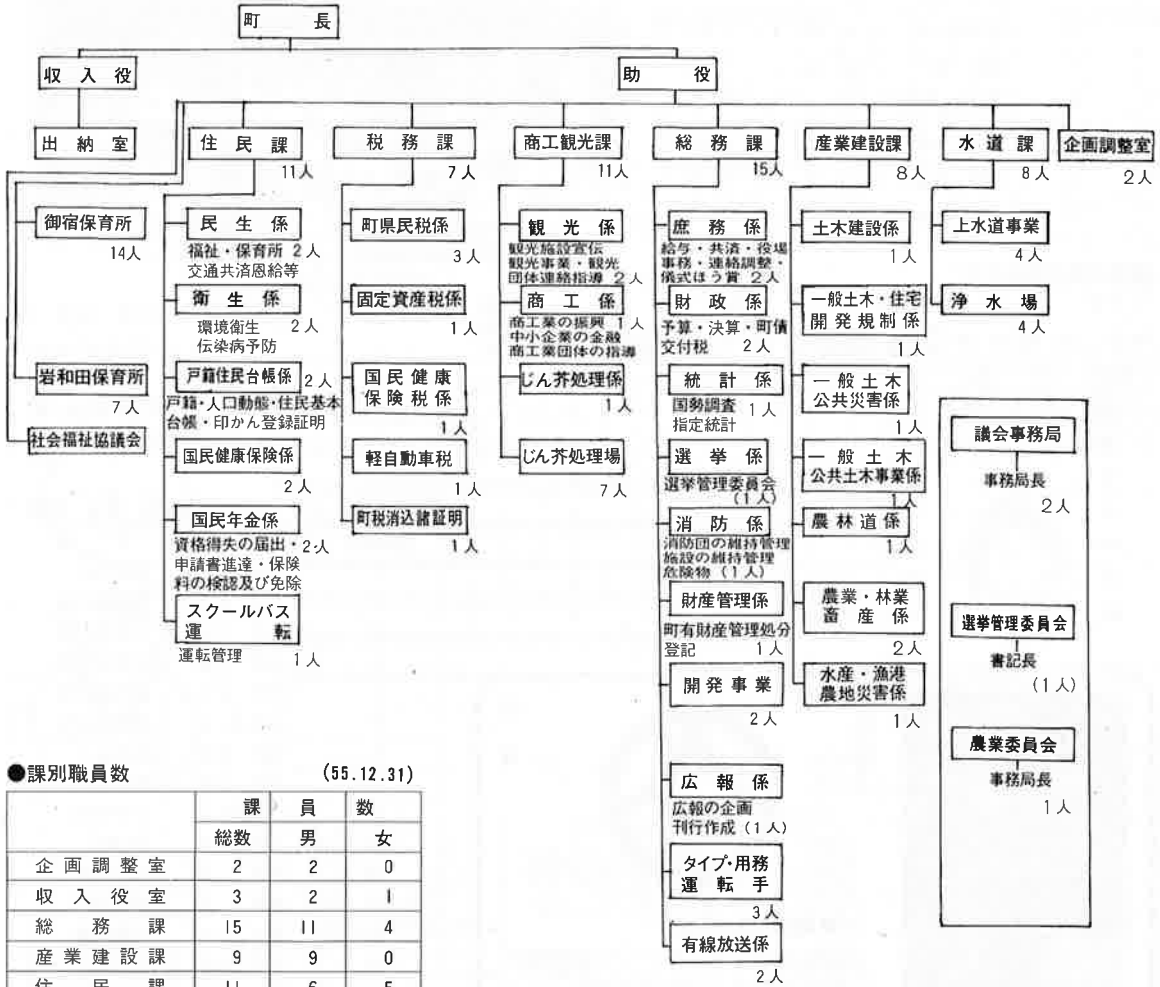 町　長
収入役
助　役
出納室
住民課
11人
税務課
7人
商工観光課
11人
総務課
15人
産業建設課
8人
水道課
8人
企画調整室
2人
御宿保育所
14人
岩和田保育所
7人
社会福祉協議会
民生係
福祉・保育所 2人
交通共済恩給等
衛生係
環境衛生 2人
伝染病予防
戸籍住民台帳係 2人
戸籍・人口動態・住民基本
台帳・印かん登録証明
国民健康保険係
2人
国民年金係
資格得失の届出・2人
申請書進達・保険
料の検認及び免除
スクールバス
運　転
運転管理 1人
町県民税係
3人
固定資産税係
1人
国民健康
保険税係
1人
軽自動車税
1人
町税消込諸証明
1人
観光係
観光施設宣伝
観光事業・観光
団体連絡指導 2人
商工係
商工業の振興 1人
中小企業の金融
商工業団体の指導
じん芥処理係
1人
じん芥処理場
7人
庶務係
給与・共済・役場
事務・連絡調整・
儀式ほう賞 2人
財政係
予算・決算・町債
交付税 2人
統計係
国勢調査 1人
指定統計
選挙係
選挙管理委員会
(1人)
消防係
消防団の維持管理
施設の維持管理
危険物 (1人)
財産管理係
町有財産管理処分
登記 1人
開発事業
2人
広報係
広報の企画
刊行作成 (1人)
タイプ・用務
運転手
3人
有線放送係
2人
土木建設係
1人
一般土木・住宅
開発規制係
1人
一般土木
公共災害係
1人
一般土木
公共土木事業係
1人
農林道係
1人
農業・林業
畜産係
2人
水産・漁港
農地災害係
1人
上水道事業
4人
浄水場
4人
議会事務局
事務局長
2人
選挙管理委員会
書記長
(1人)
農業委員会
事務局長
1人
●課別職員数 (55.12.31)
課員数
総数 男 女
企画調整室 2 2 0
収入役室 3 2 1
総務課 15 11 4
産業建設課 9 9 0
住民課 11 6 5